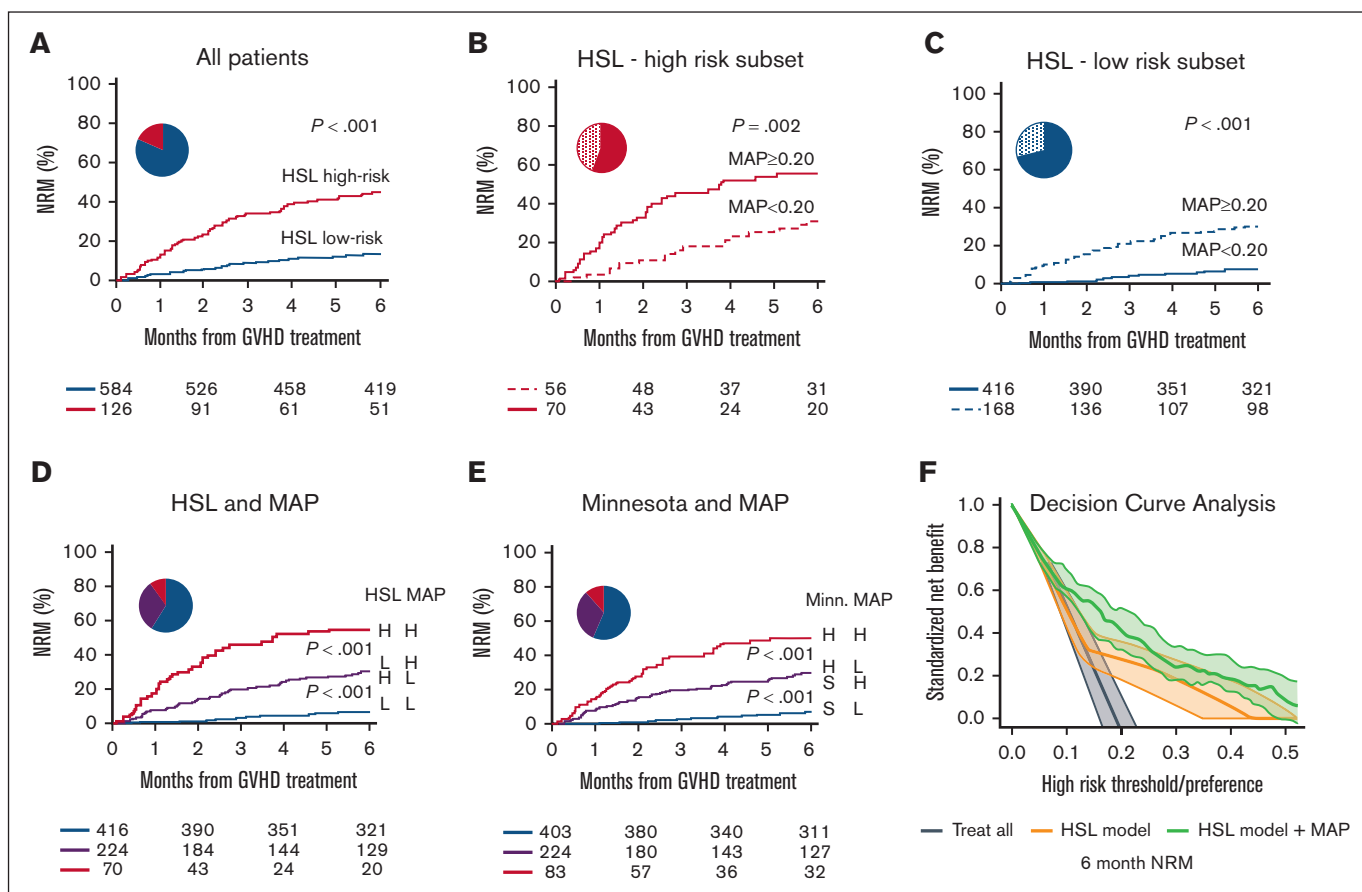 A
All patients
100
80
60
40
20
0
NRM (%)
P < .001
HSL high-risk
HSL low-risk
0 1 2 3 4 5 6
Months from GVHD treatment
584 526 458 419
126 91 61 51
B
HSL - high risk subset
100
80
60
40
20
0
NRM (%)
P = .002
MAP≥0.20
MAP<0.20
0 1 2 3 4 5 6
Months from GVHD treatment
56 48 37 31
70 43 24 20
C
HSL - low risk subset
100
80
60
40
20
0
NRM (%)
P < .001
MAP≥0.20
MAP<0.20
0 1 2 3 4 5 6
Months from GVHD treatment
416 390 351 321
168 136 107 98
D
HSL and MAP
100
80
60
40
20
0
NRM (%)
HSL MAP
H H
P < .001
L H
H L
P < .001
L L
0 1 2 3 4 5 6
Months from GVHD treatment
416 390 351 321
224 184 144 129
70 43 24 20
E
Minnesota and MAP
100
80
60
40
20
0
NRM (%)
Minn. MAP
H H
P < .001
H L
S H
P < .001
S L
0 1 2 3 4 5 6
Months from GVHD treatment
403 380 340 311
224 180 143 127
83 57 36 32
F
Decision Curve Analysis
1.0
0.8
0.6
0.4
0.2
0.0
Standardized net benefit
0.0 0.1 0.2 0.3 0.4 0.5
High risk threshold/preference
Treat all HSL model HSL model + MAP
6 month NRM